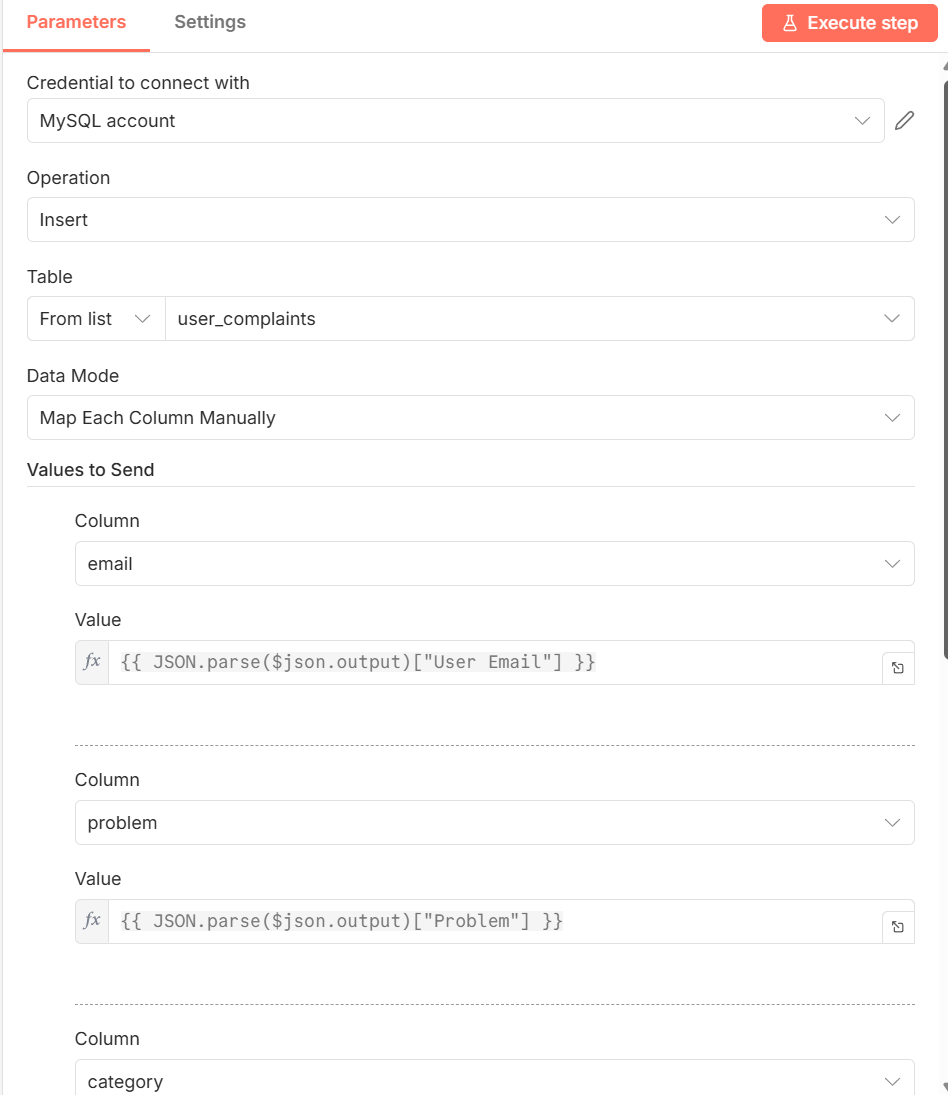 Parameters Settings Execute step
Credential to connect with
MySQL account
Operation
Insert
Table
From list user_complaints
Data Mode
Map Each Column Manually
Values to Send
Column
email
Value
fx {{ JSON.parse($json.output)["User Email"] }}
Column
problem
Value
fx {{ JSON.parse($json.output)["Problem"] }}
Column
category